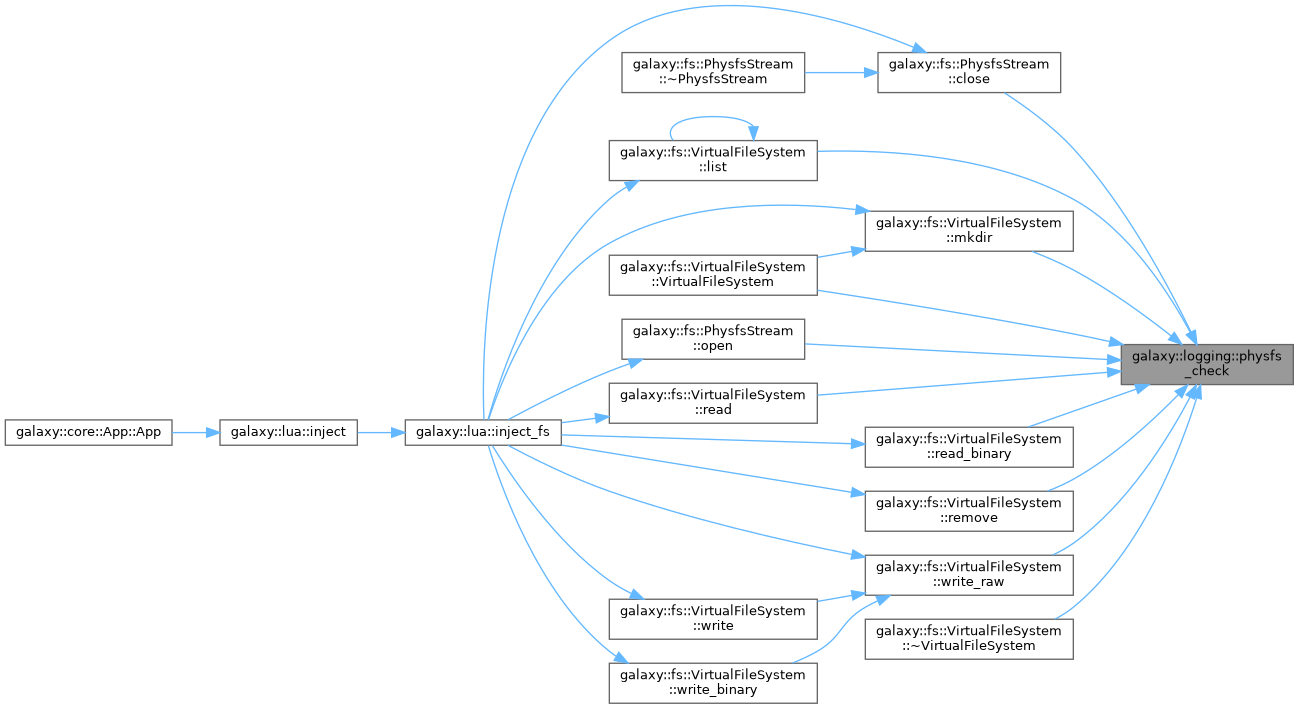 galaxy::fs::PhysfsStream
::~PhysfsStream
galaxy::fs::PhysfsStream
::close
galaxy::fs::VirtualFileSystem
::list
galaxy::fs::VirtualFileSystem
::mkdir
galaxy::fs::VirtualFileSystem
::VirtualFileSystem
galaxy::fs::PhysfsStream
::open
galaxy::logging::physfs
_check
galaxy::fs::VirtualFileSystem
::read
galaxy::core::App::App
galaxy::lua::inject
galaxy::lua::inject_fs
galaxy::fs::VirtualFileSystem
::read_binary
galaxy::fs::VirtualFileSystem
::remove
galaxy::fs::VirtualFileSystem
::write_raw
galaxy::fs::VirtualFileSystem
::write
galaxy::fs::VirtualFileSystem
::~VirtualFileSystem
galaxy::fs::VirtualFileSystem
::write_binary